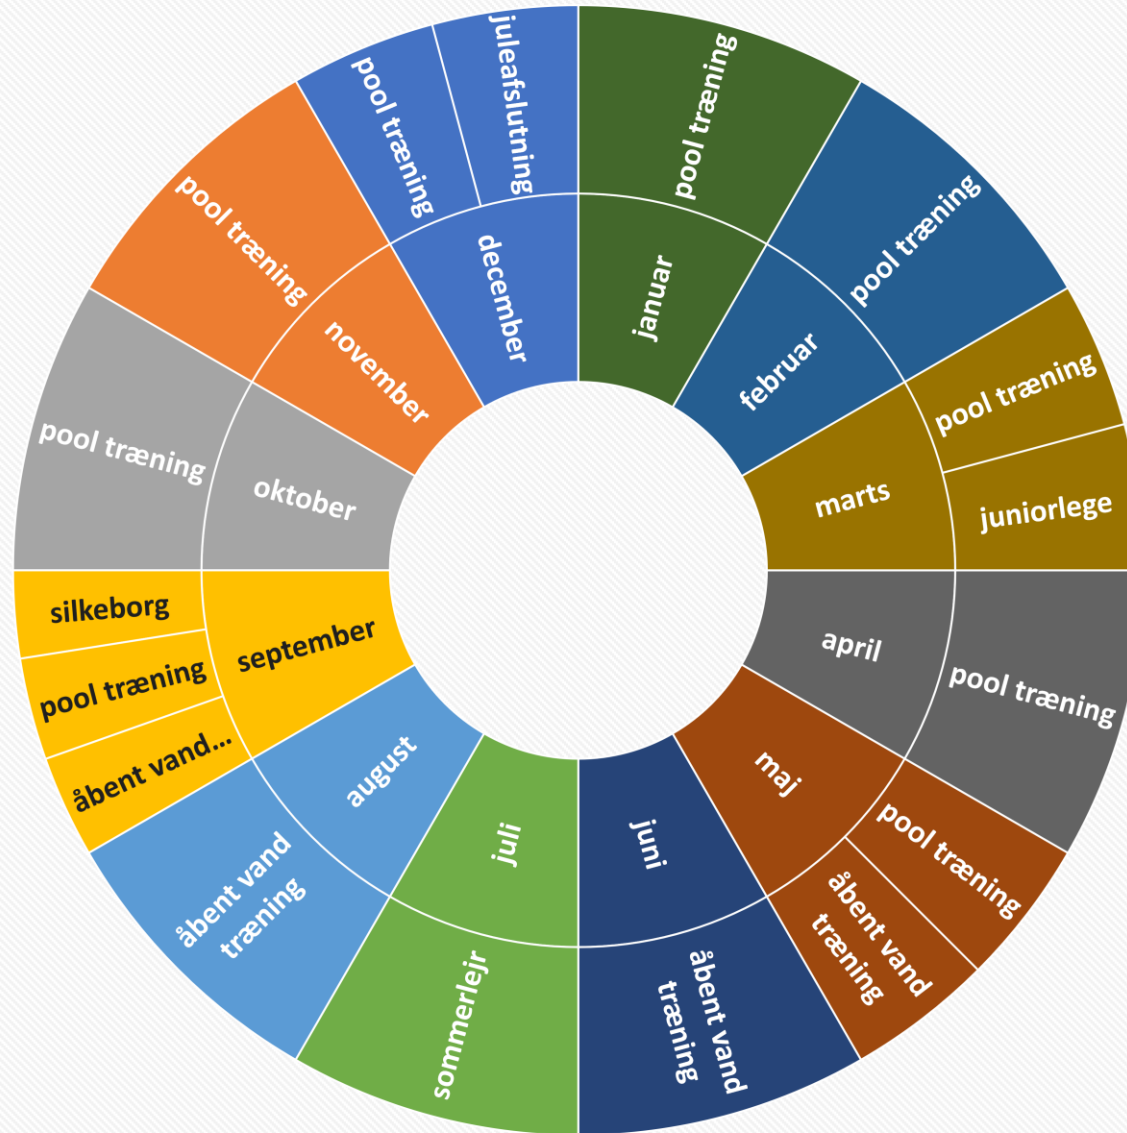 januar
pool træning
februar
pool træning
marts
pool træning
juniorlege
april
pool træning
maj
pool træning
åbent vand
træning
juni
åbent vand
træning
juli
sommerlejr
august
åbent vand
træning
september
åbent vand...
pool træning
silkeborg
oktober
pool træning
november
pool træning
december
pool træning
juleafslutning